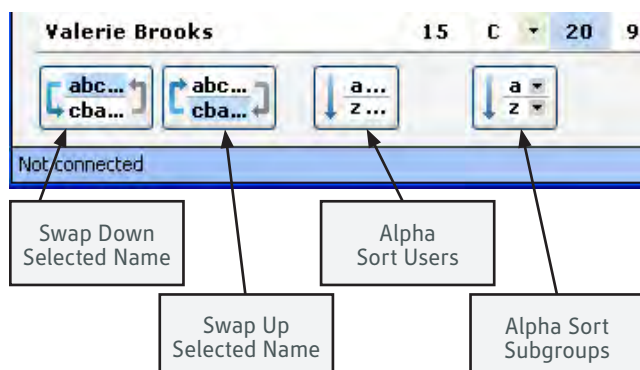 Valerie Brooks 15 C 20 9
abc... cba... abc... cba... a... z... a z
Not connected
Swap Down
Selected Name
Alpha
Sort Users
Swap Up
Selected Name
Alpha Sort
Subgroups